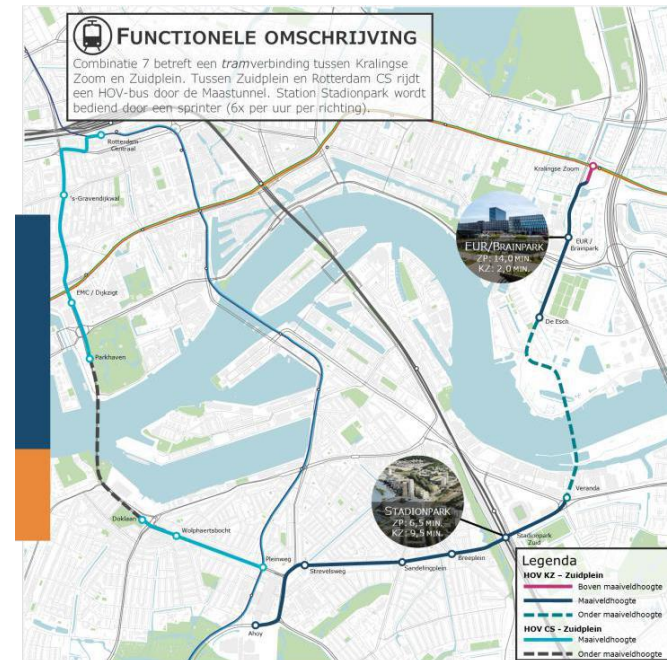 FUNCTIONELE OMSCHRIJVING
Combinatie 7 betreft een tramverbinding tussen Kralingse
Zoom en Zuidplein. Tussen Zuidplein en Rotterdam CS rijdt
een HOV-bus door de Maastunnel. Station Stadionpark wordt
bediend door een sprinter (6x per uur per richting).
Rotterdam
Centraal
Kralingse Zoom
's-Gravendijkwal
EUR/BRAINPARK
ZP: 14,0 MIN.
KZ: 2,0 MIN.
EUR /
Brainpark
EMC / Dijkzigt
De Esch
Parkhaven
STADIONPARK
ZP: 6,5 MIN.
KZ: 9,5 MIN.
Veranda
Doklaan
Wolphaertsbocht
Stadionpark
Zuid
Pleinweg
Breeplein
Strevelsweg
Sandelingplein
Ahoy
Legenda
HOV KZ – Zuidplein
Boven maaiveldhoogte
Maaiveldhoogte
Onder maaiveldhoogte
HOV CS - Zuidplein
Maaiveldhoogte
Onder maaiveldhoogte